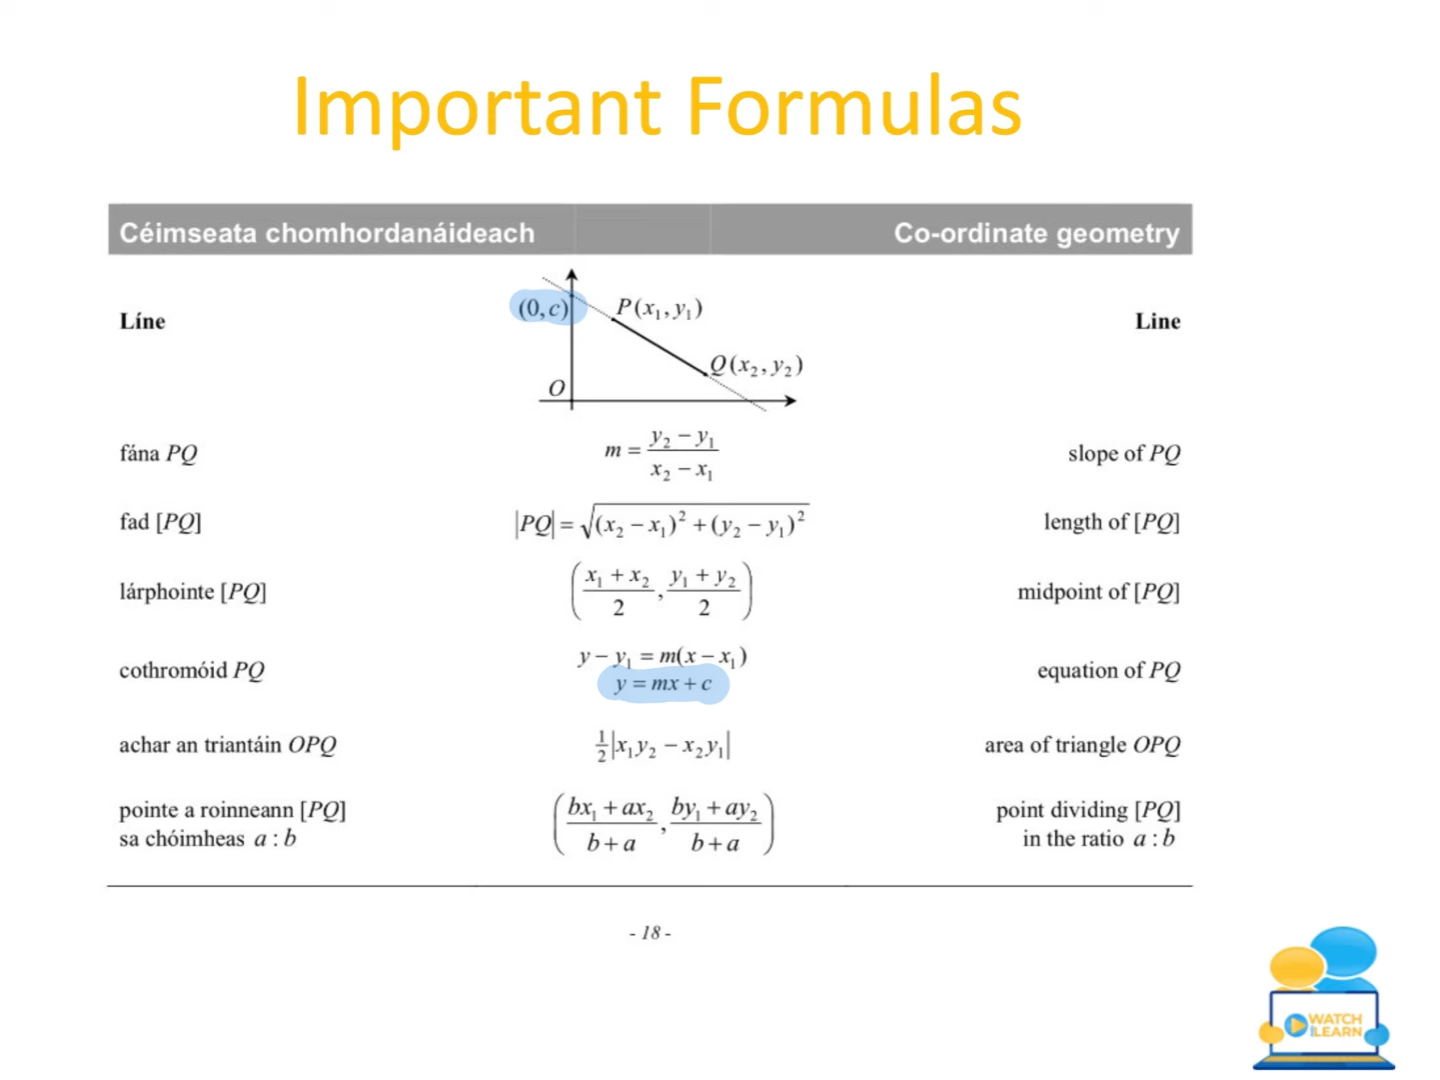 Important Formulas
Céimseata chomhordanáideach Co-ordinate geometry
Líne (0,c) P(x₁, y₁) Line
Q(x₂, y₂)
O
fána PQ m = (y₂ − y₁)/(x₂ − x₁) slope of PQ
fad [PQ] |PQ| = √((x₂ − x₁)² + (y₂ − y₁)²) length of [PQ]
lárphointe [PQ] ((x₁ + x₂)/2, (y₁ + y₂)/2) midpoint of [PQ]
y − y₁ = m(x − x₁)
cothromóid PQ equation of PQ
y = mx + c
achar an triantáin OPQ ½|x₁y₂ − x₂y₁| area of triangle OPQ
pointe a roinneann [PQ] ((bx₁ + ax₂)/(b + a), (by₁ + ay₂)/(b + a)) point dividing [PQ]
sa chóimheas a : b in the ratio a : b
- 18 -
WATCH
2LEARN